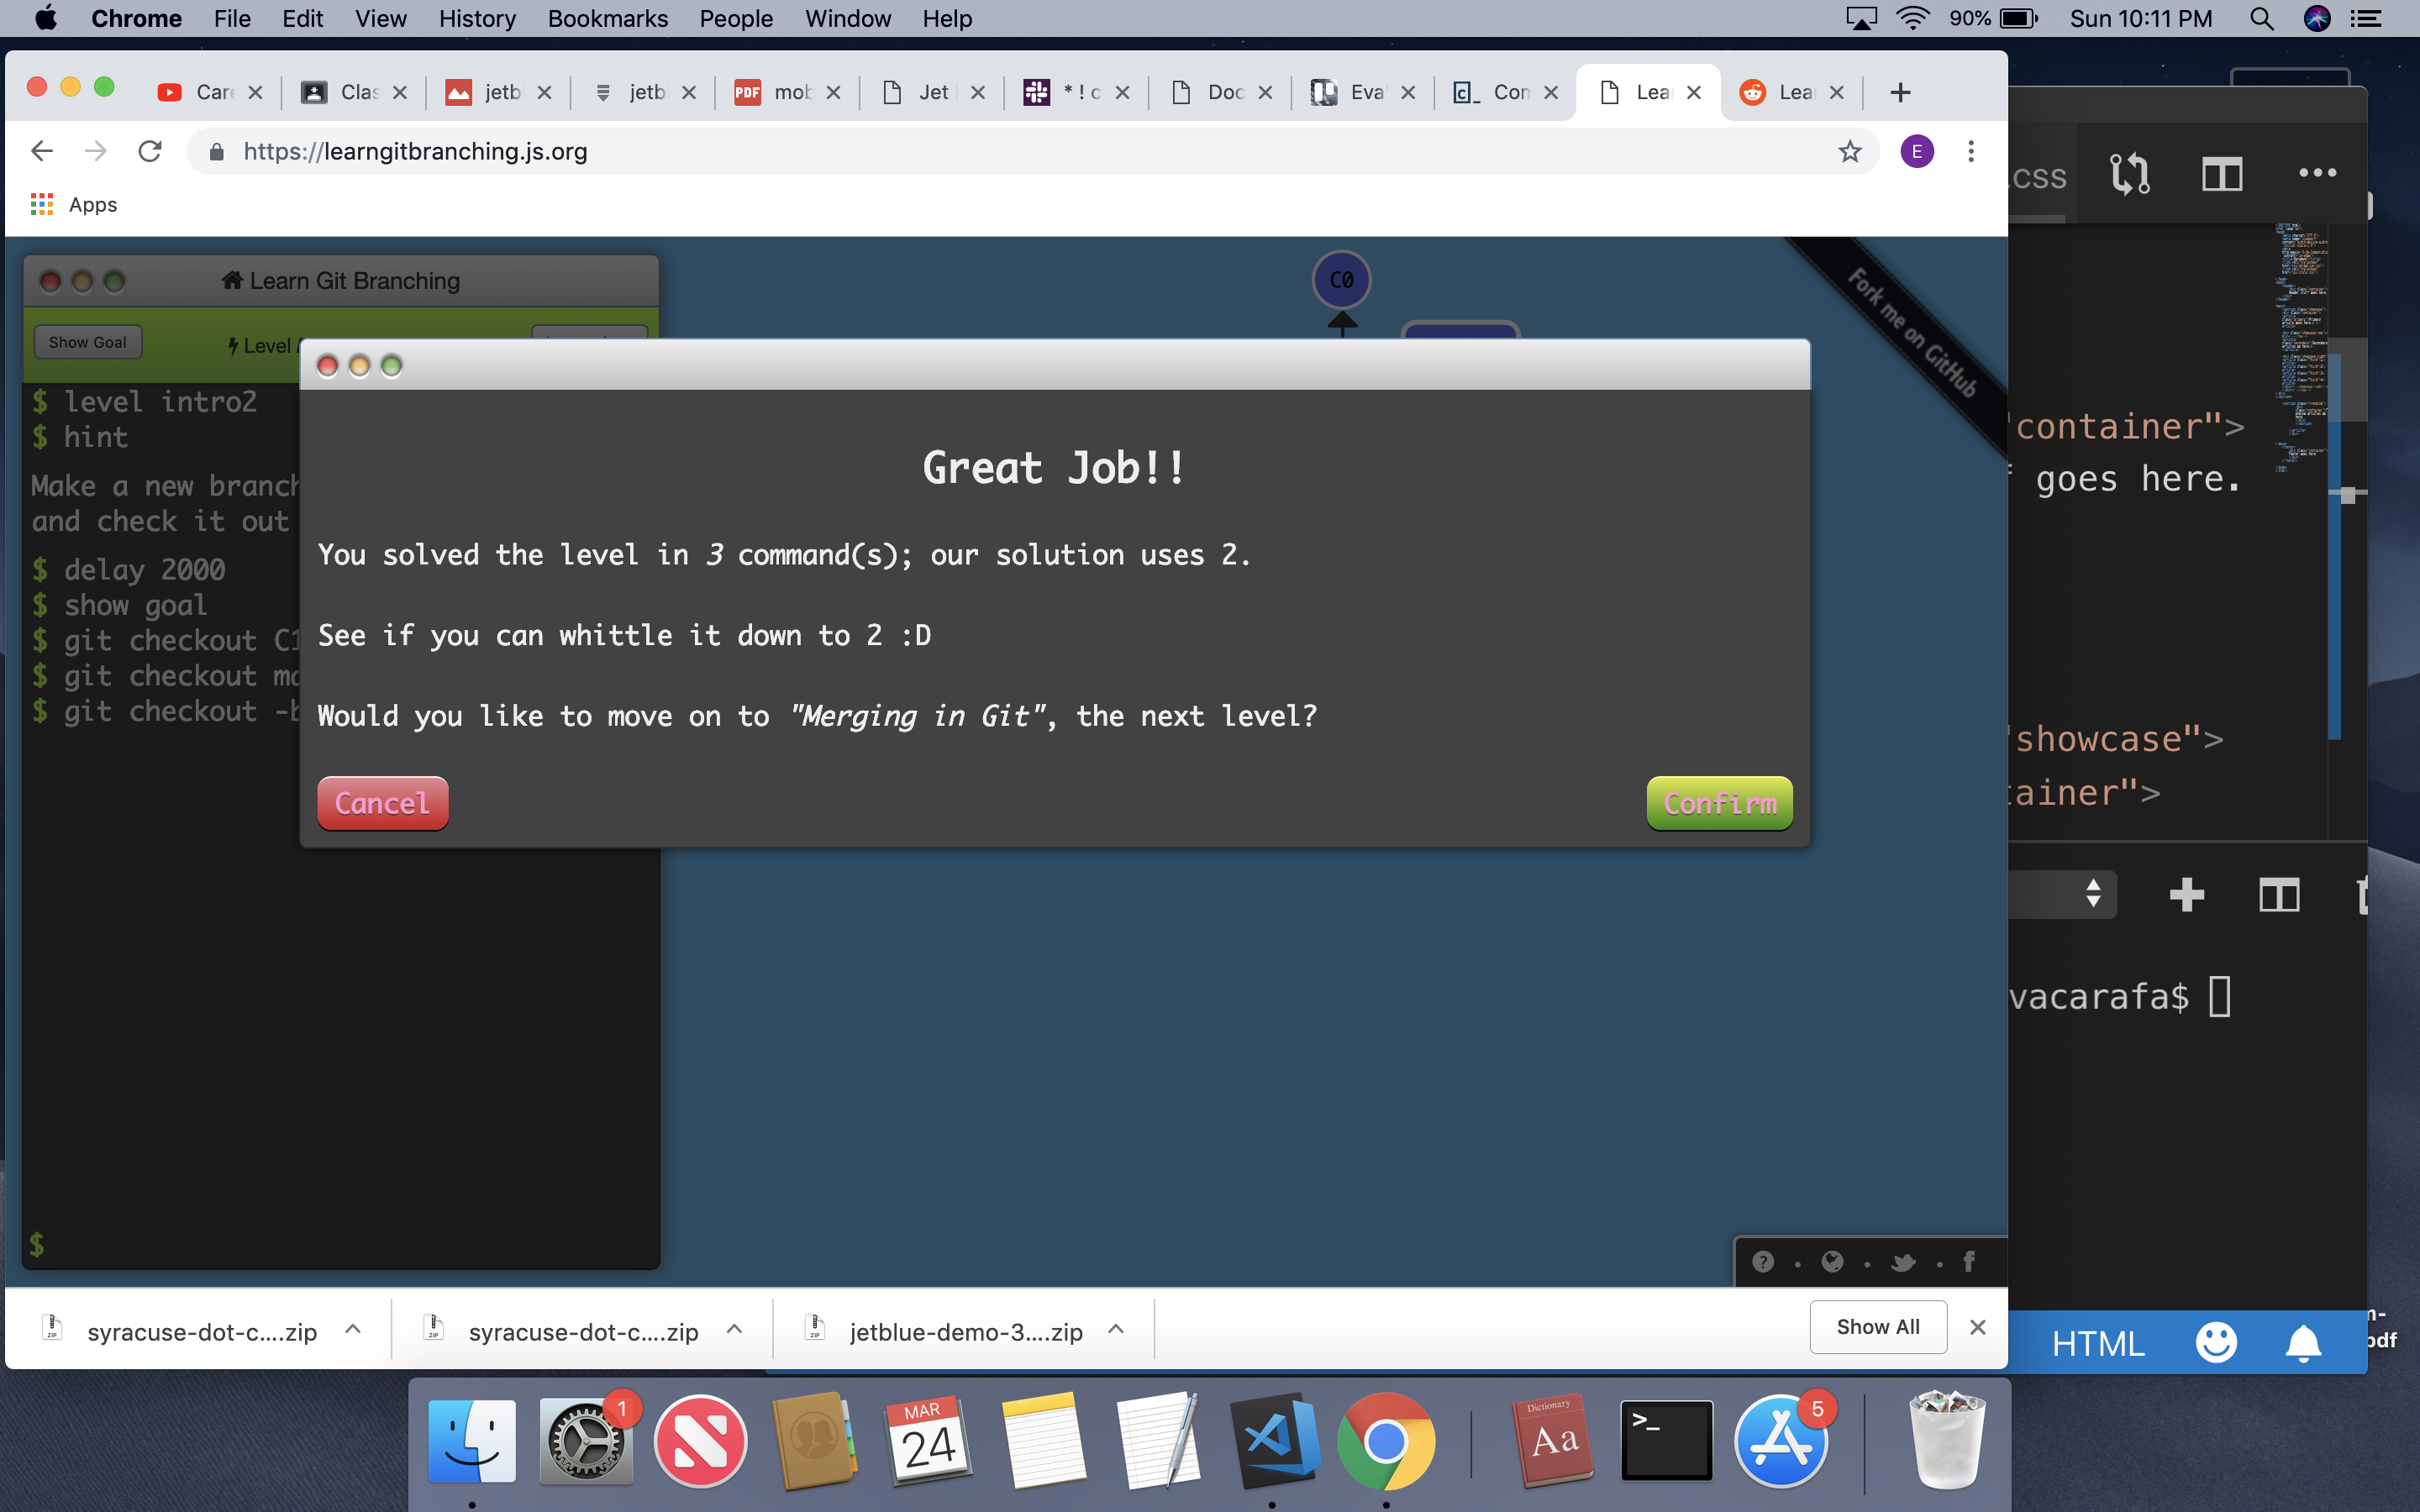 Chrome File Edit View History Bookmarks People Window Help 90% Sun 10:11 PM
Car Clas jetb jetb PDF mob Jet * ! c Doc Eva' c_ Con Lea Lea
https://learngitbranching.js.org E
Apps
.css
Learn Git Branching
C0
Fork me on GitHub
Show Goal
Level
$ level intro2
$ hint
Make a new branch
and check it out
$ delay 2000
$ show goal
$ git checkout C1
$ git checkout ma
$ git checkout -b
$
Great Job!!
You solved the level in 3 command(s); our solution uses 2.
See if you can whittle it down to 2 :D
Would you like to move on to "Merging in Git", the next level?
Cancel Confirm
"container">
goes here.
"showcase">
tainer">
vacarafa$
syracuse-dot-c....zip syracuse-dot-c....zip jetblue-demo-3....zip Show All
HTML
pdf
1
MAR
24
Dictionary
Aa
>_
5